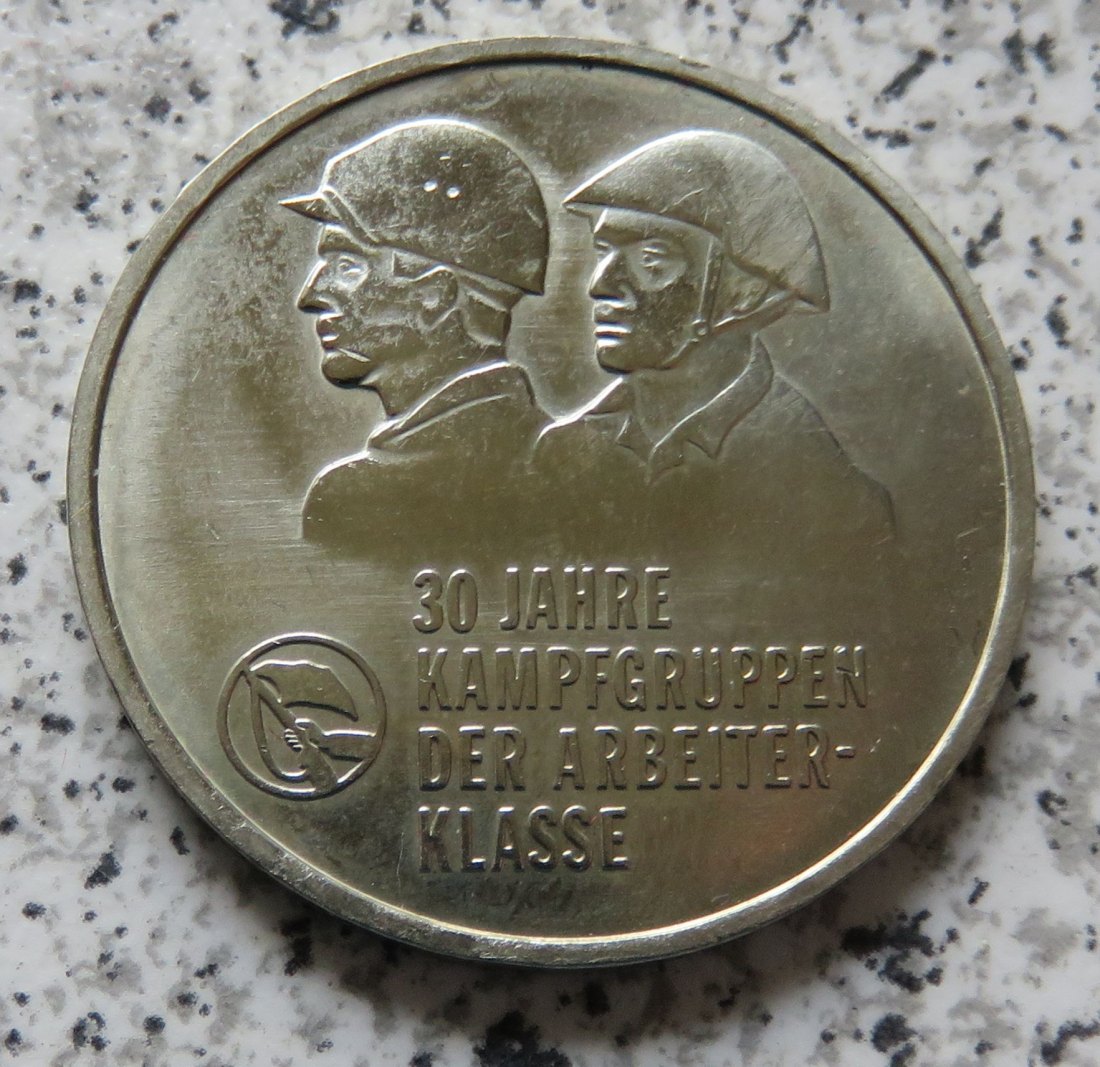 30 JAHRE
KAMPFGRUPPEN
DER ARBEITER-
KLASSE